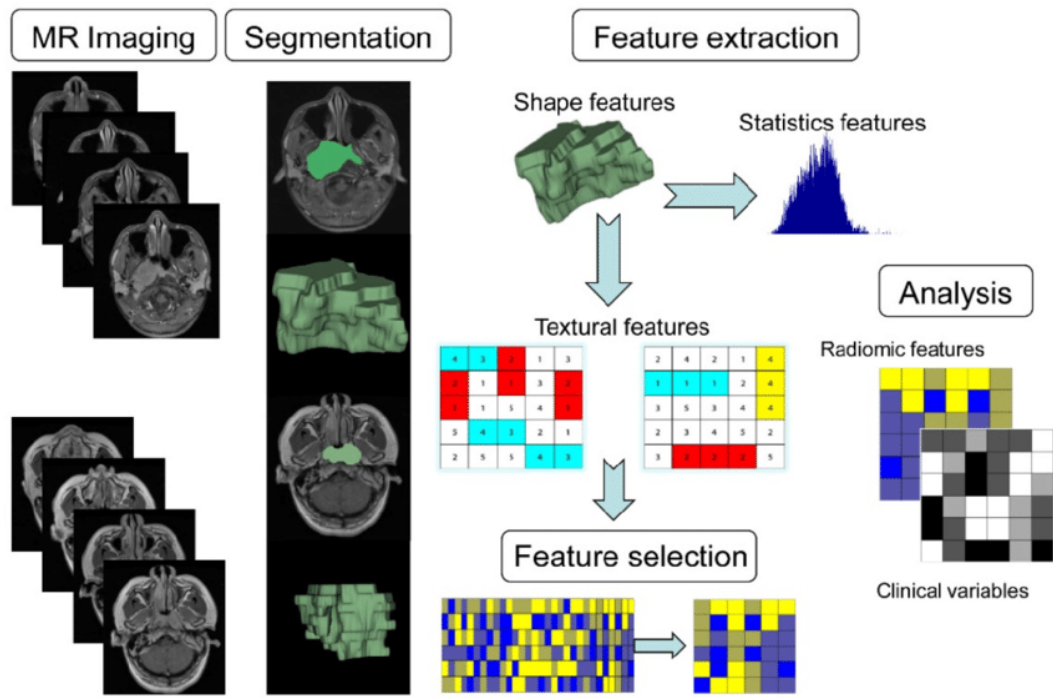 MR Imaging
Segmentation
Feature extraction
Shape features
Statistics features
Textural features
4 3 2 1 3
2 1 1 3 2
3 1 5 4 1
5 4 3 2 1
2 5 5 4 3
2 4 2 1 4
1 1 1 2 4
3 5 3 4 4
2 3 4 5 2
3 2 2 2 5
Feature selection
Analysis
Radiomic features
Clinical variables